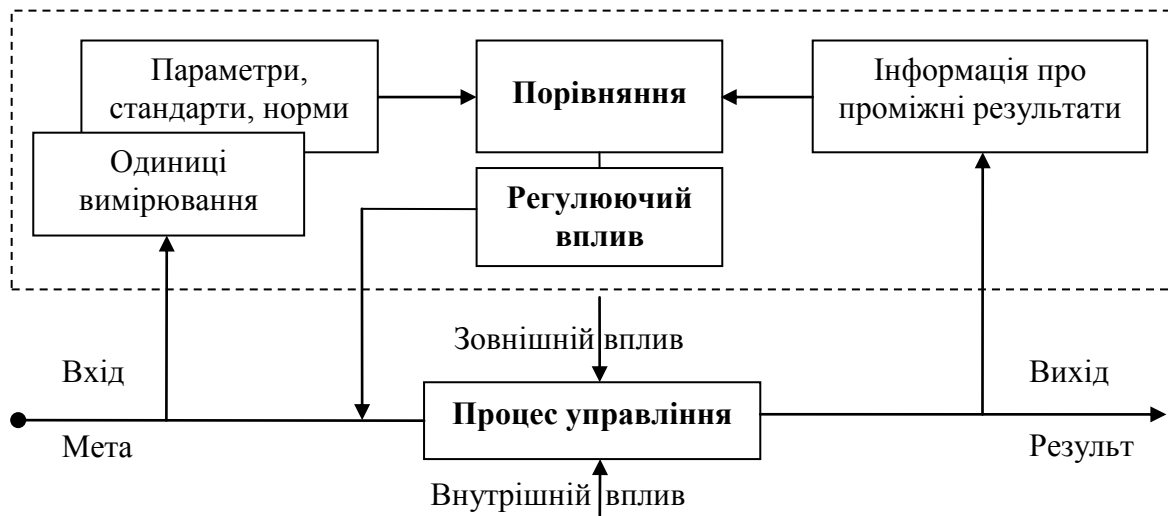 Параметри,
стандарти, норми
Одиниці
вимірювання
Порівняння
Регулюючий
вплив
Інформація про
проміжні результати
Зовнішній вплив
Вхід
Мета
Процес управління
Вихід
Результ
Внутрішній вплив